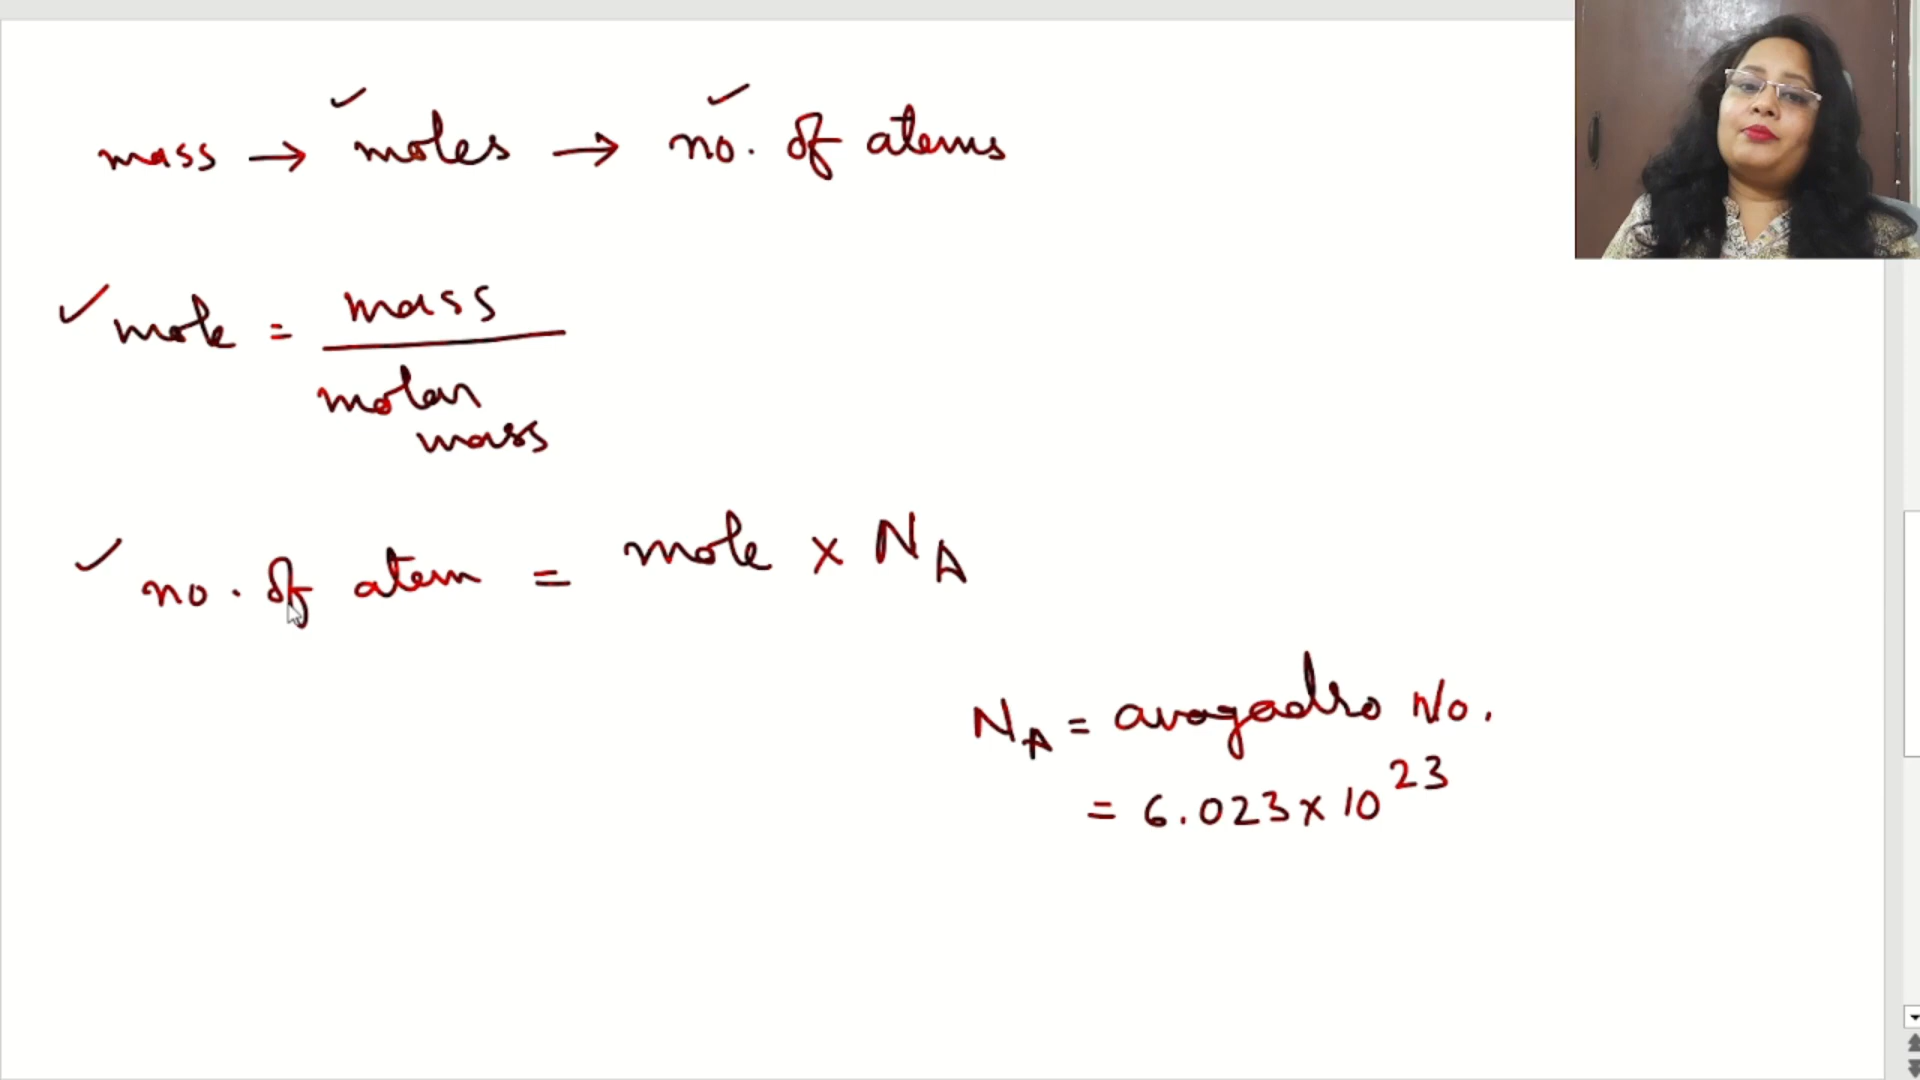 mass → moles → no. of atoms
mole = mass
molar
mass
no. of atom = mole x NA
NA = avogadro No.
= 6.023 x 10^23